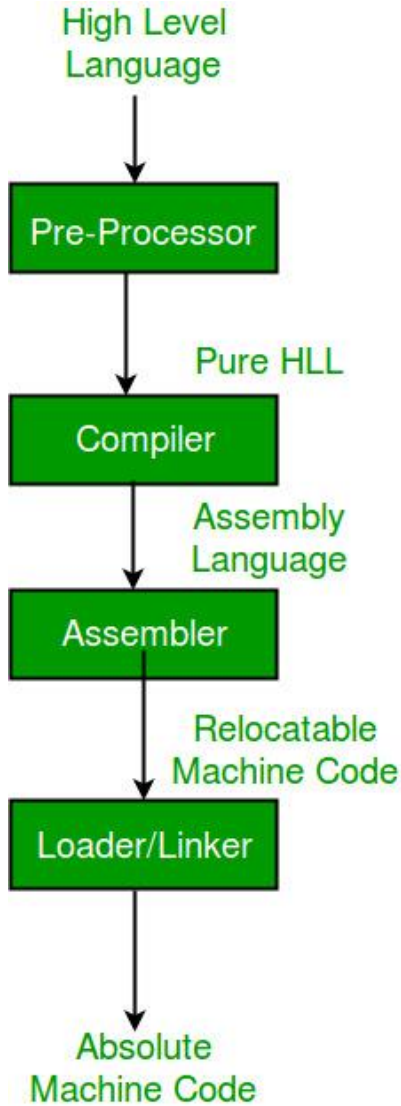 High Level
Language
Pre-Processor
Pure HLL
Compiler
Assembly
Language
Assembler
Relocatable
Machine Code
Loader/Linker
Absolute
Machine Code